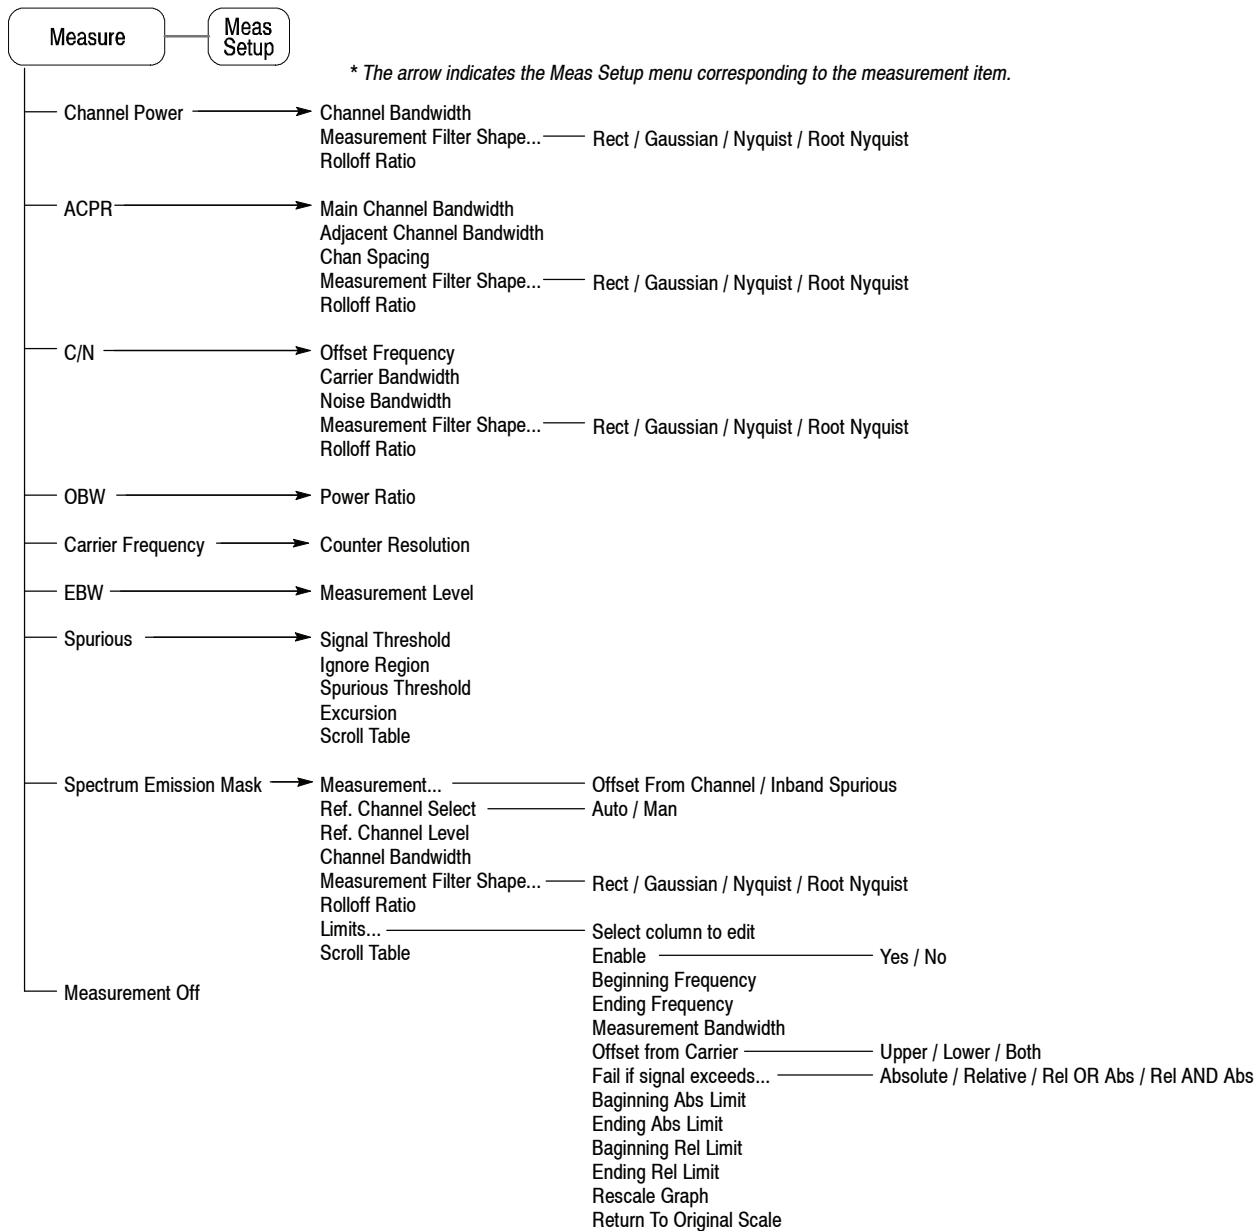 Measure
Meas
Setup
* The arrow indicates the Meas Setup menu corresponding to the measurement item.
Channel Power
Channel Bandwidth
Measurement Filter Shape... Rect / Gaussian / Nyquist / Root Nyquist
Rolloff Ratio
ACPR
Main Channel Bandwidth
Adjacent Channel Bandwidth
Chan Spacing
Measurement Filter Shape... Rect / Gaussian / Nyquist / Root Nyquist
Rolloff Ratio
C/N
Offset Frequency
Carrier Bandwidth
Noise Bandwidth
Measurement Filter Shape... Rect / Gaussian / Nyquist / Root Nyquist
Rolloff Ratio
OBW
Power Ratio
Carrier Frequency
Counter Resolution
EBW
Measurement Level
Spurious
Signal Threshold
Ignore Region
Spurious Threshold
Excursion
Scroll Table
Spectrum Emission Mask
Measurement... Offset From Channel / Inband Spurious
Ref. Channel Select Auto / Man
Ref. Channel Level
Channel Bandwidth
Measurement Filter Shape... Rect / Gaussian / Nyquist / Root Nyquist
Rolloff Ratio
Limits... Select column to edit
Scroll Table
Enable Yes / No
Beginning Frequency
Ending Frequency
Measurement Bandwidth
Offset from Carrier Upper / Lower / Both
Fail if signal exceeds... Absolute / Relative / Rel OR Abs / Rel AND Abs
Baginning Abs Limit
Ending Abs Limit
Baginning Rel Limit
Ending Rel Limit
Rescale Graph
Return To Original Scale
Measurement Off